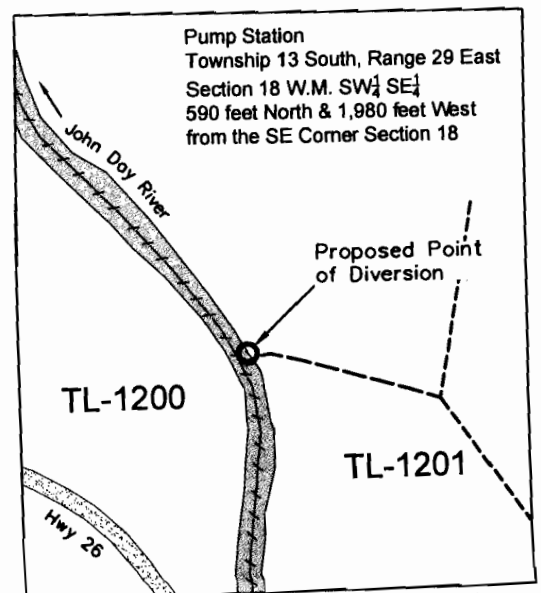 Pump Station
Township 13 South, Range 29 East
Section 18 W.M. SW¼ SE¼
590 feet North & 1,980 feet West
from the SE Corner Section 18
John Day River
Proposed Point
of Diversion
TL-1200
TL-1201
Hwy 26